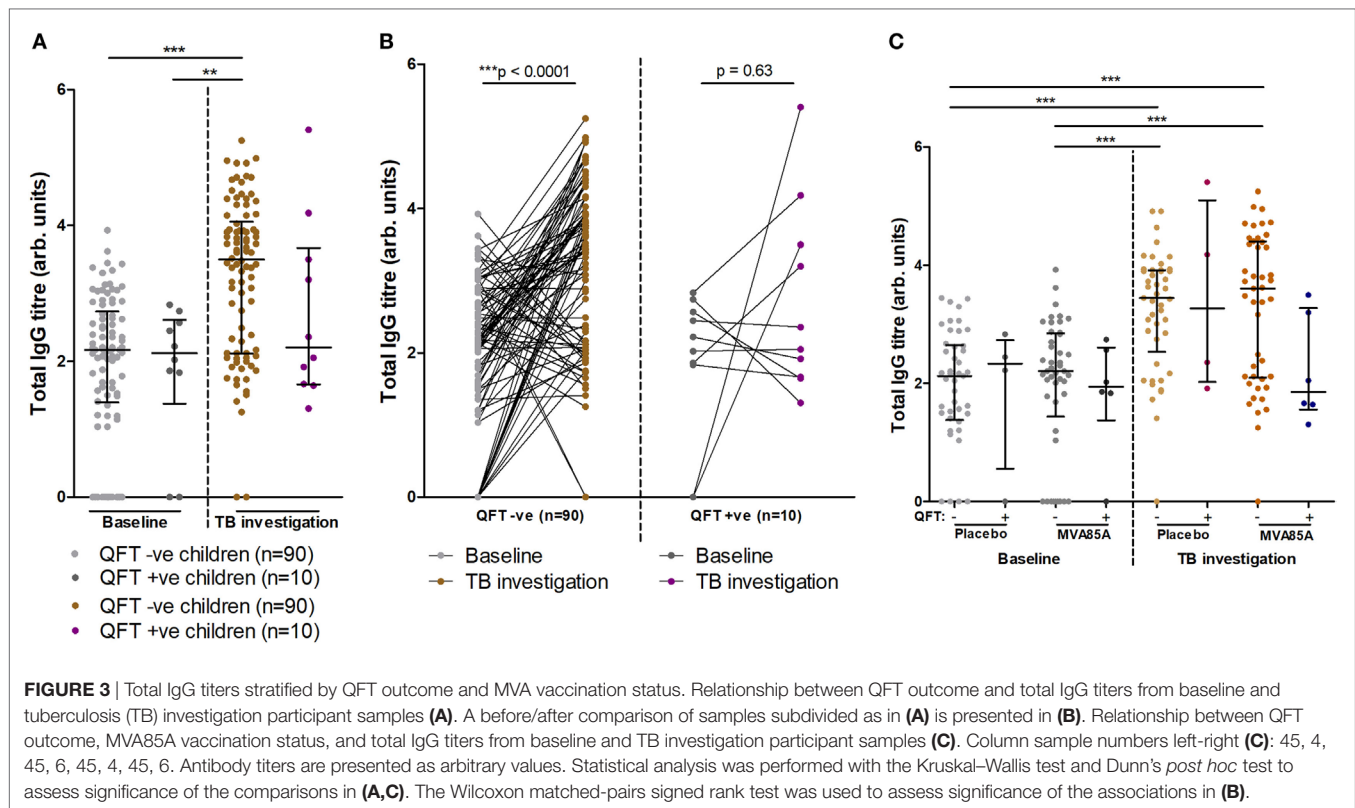 A
***
**
6
4
2
0
Total IgG titre (arb. units)
Baseline
TB investigation
QFT -ve children (n=90)
QFT +ve children (n=10)
QFT -ve children (n=90)
QFT +ve children (n=10)
B
***p < 0.0001
p = 0.63
6
4
2
0
Total IgG titre (arb. units)
QFT -ve (n=90)
QFT +ve (n=10)
Baseline
TB investigation
Baseline
TB investigation
C
***
***
***
***
6
4
2
0
Total IgG titre (arb. units)
QFT: - + - + - + - +
Placebo MVA85A Placebo MVA85A
Baseline TB investigation
FIGURE 3 | Total IgG titers stratified by QFT outcome and MVA vaccination status. Relationship between QFT outcome and total IgG titers from baseline and
tuberculosis (TB) investigation participant samples (A). A before/after comparison of samples subdivided as in (A) is presented in (B). Relationship between QFT
outcome, MVA85A vaccination status, and total IgG titers from baseline and TB investigation participant samples (C). Column sample numbers left-right (C): 45, 4,
45, 6, 45, 4, 45, 6. Antibody titers are presented as arbitrary values. Statistical analysis was performed with the Kruskal–Wallis test and Dunn's post hoc test to
assess significance of the comparisons in (A,C). The Wilcoxon matched-pairs signed rank test was used to assess significance of the associations in (B).